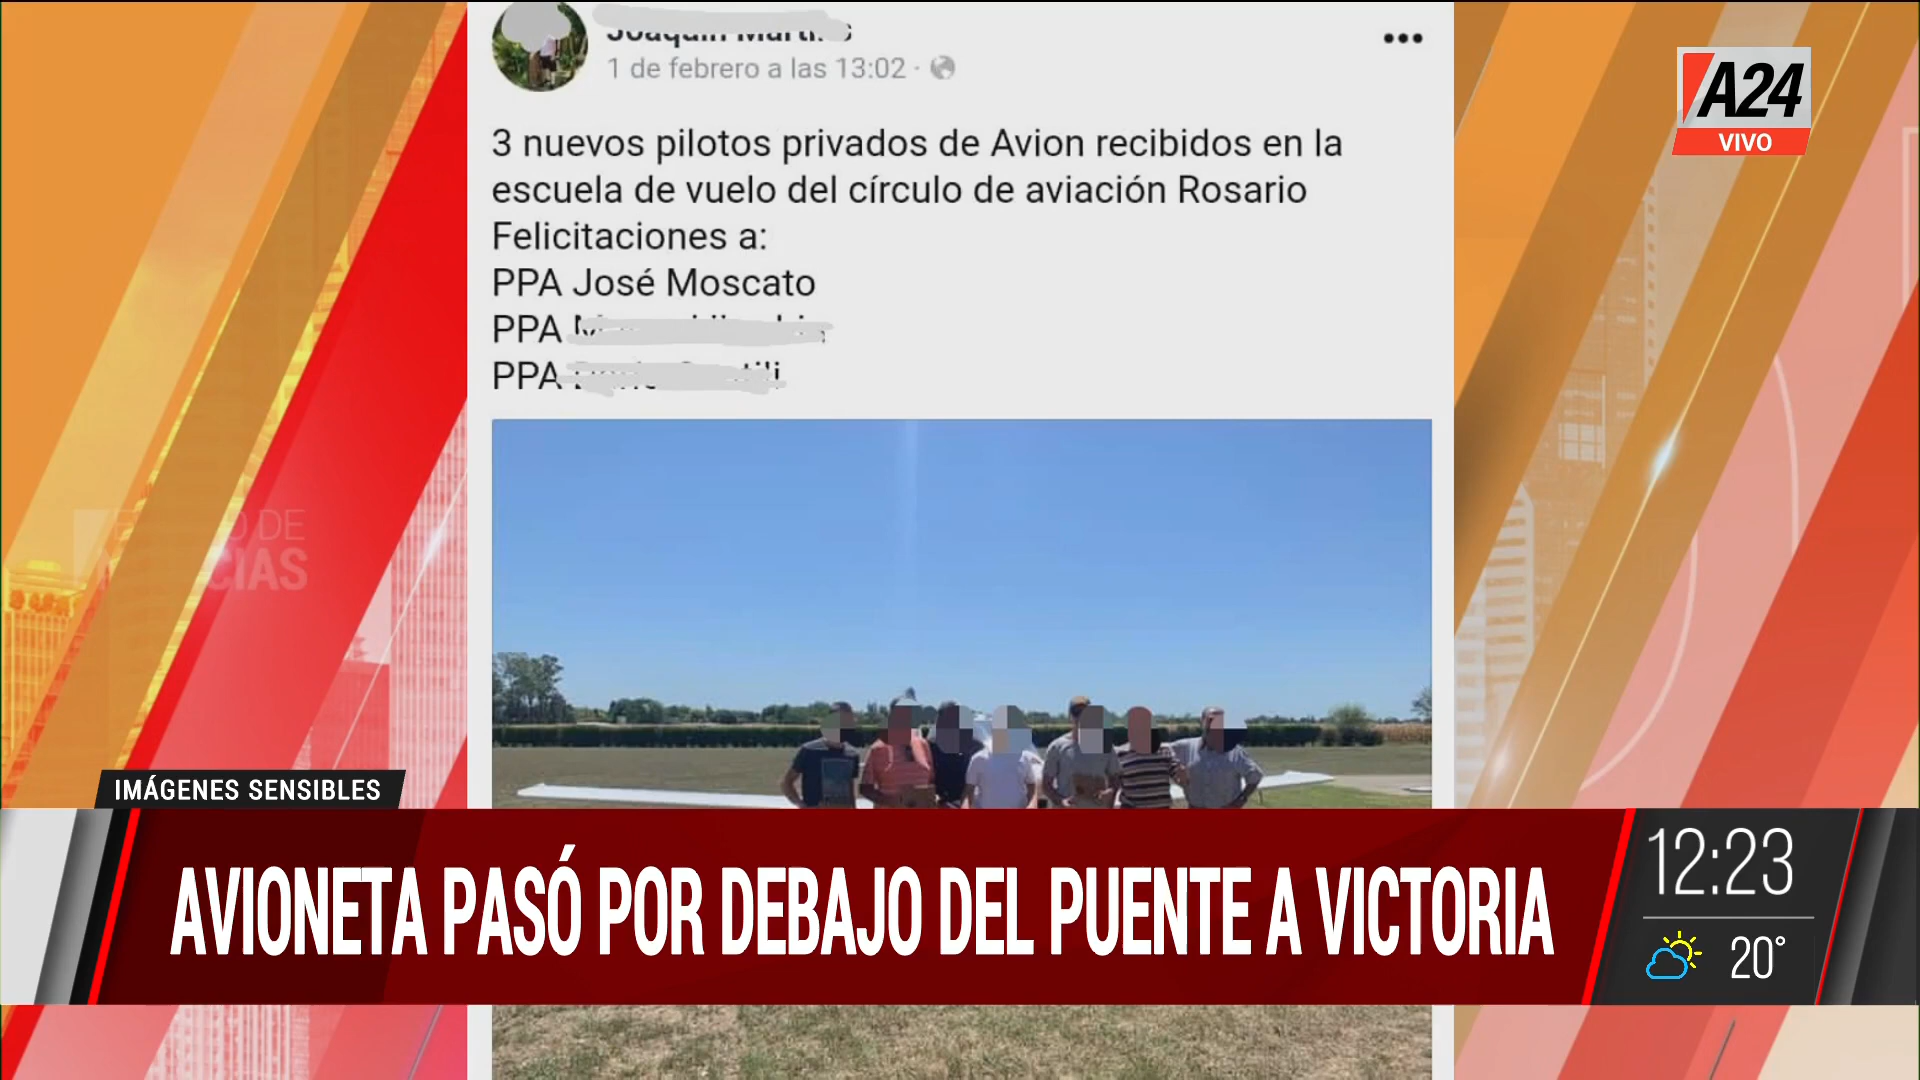 1 de febrero a las 13:02 ·
A24
VIVO
3 nuevos pilotos privados de Avion recibidos en la
escuela de vuelo del círculo de aviación Rosario
Felicitaciones a:
PPA José Moscato
PPA
PPA
IMÁGENES SENSIBLES
AVIONETA PASÓ POR DEBAJO DEL PUENTE A VICTORIA
12:23
20°